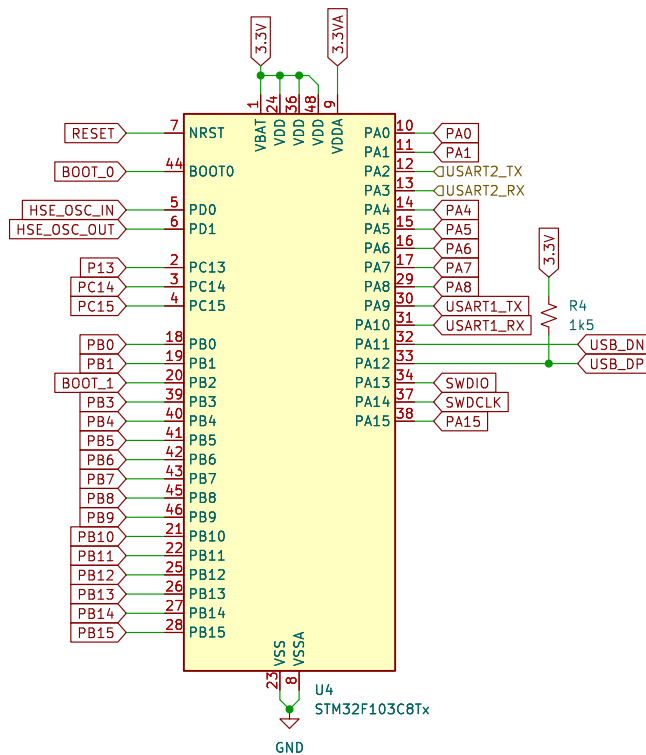 3.3V
3.3VA
1
24
36
48
9
VBAT
VDD
VDD
VDD
VDDA
RESET 7 NRST
BOOT_0 44 BOOT0
HSE_OSC_IN 5 PD0
HSE_OSC_OUT 6 PD1
P13 2 PC13
PC14 3 PC14
PC15 4 PC15
PB0 18 PB0
PB1 19 PB1
BOOT_1 20 PB2
PB3 39 PB3
PB4 40 PB4
PB5 41 PB5
PB6 42 PB6
PB7 43 PB7
PB8 45 PB8
PB9 46 PB9
PB10 21 PB10
PB11 22 PB11
PB12 25 PB12
PB13 26 PB13
PB14 27 PB14
PB15 28 PB15
PA0 10 PA0
PA1 11 PA1
PA2 12 USART2_TX
PA3 13 USART2_RX
PA4 14 PA4
PA5 15 PA5
PA6 16 PA6
PA7 17 PA7
PA8 29 PA8
PA9 30 USART1_TX
PA10 31 USART1_RX
PA11 32 USB_DN
PA12 33 USB_DP
PA13 34 SWDIO
PA14 37 SWDCLK
PA15 38 PA15
3.3V
R4
1k5
VSS
VSSA
23
8
U4
STM32F103C8Tx
GND